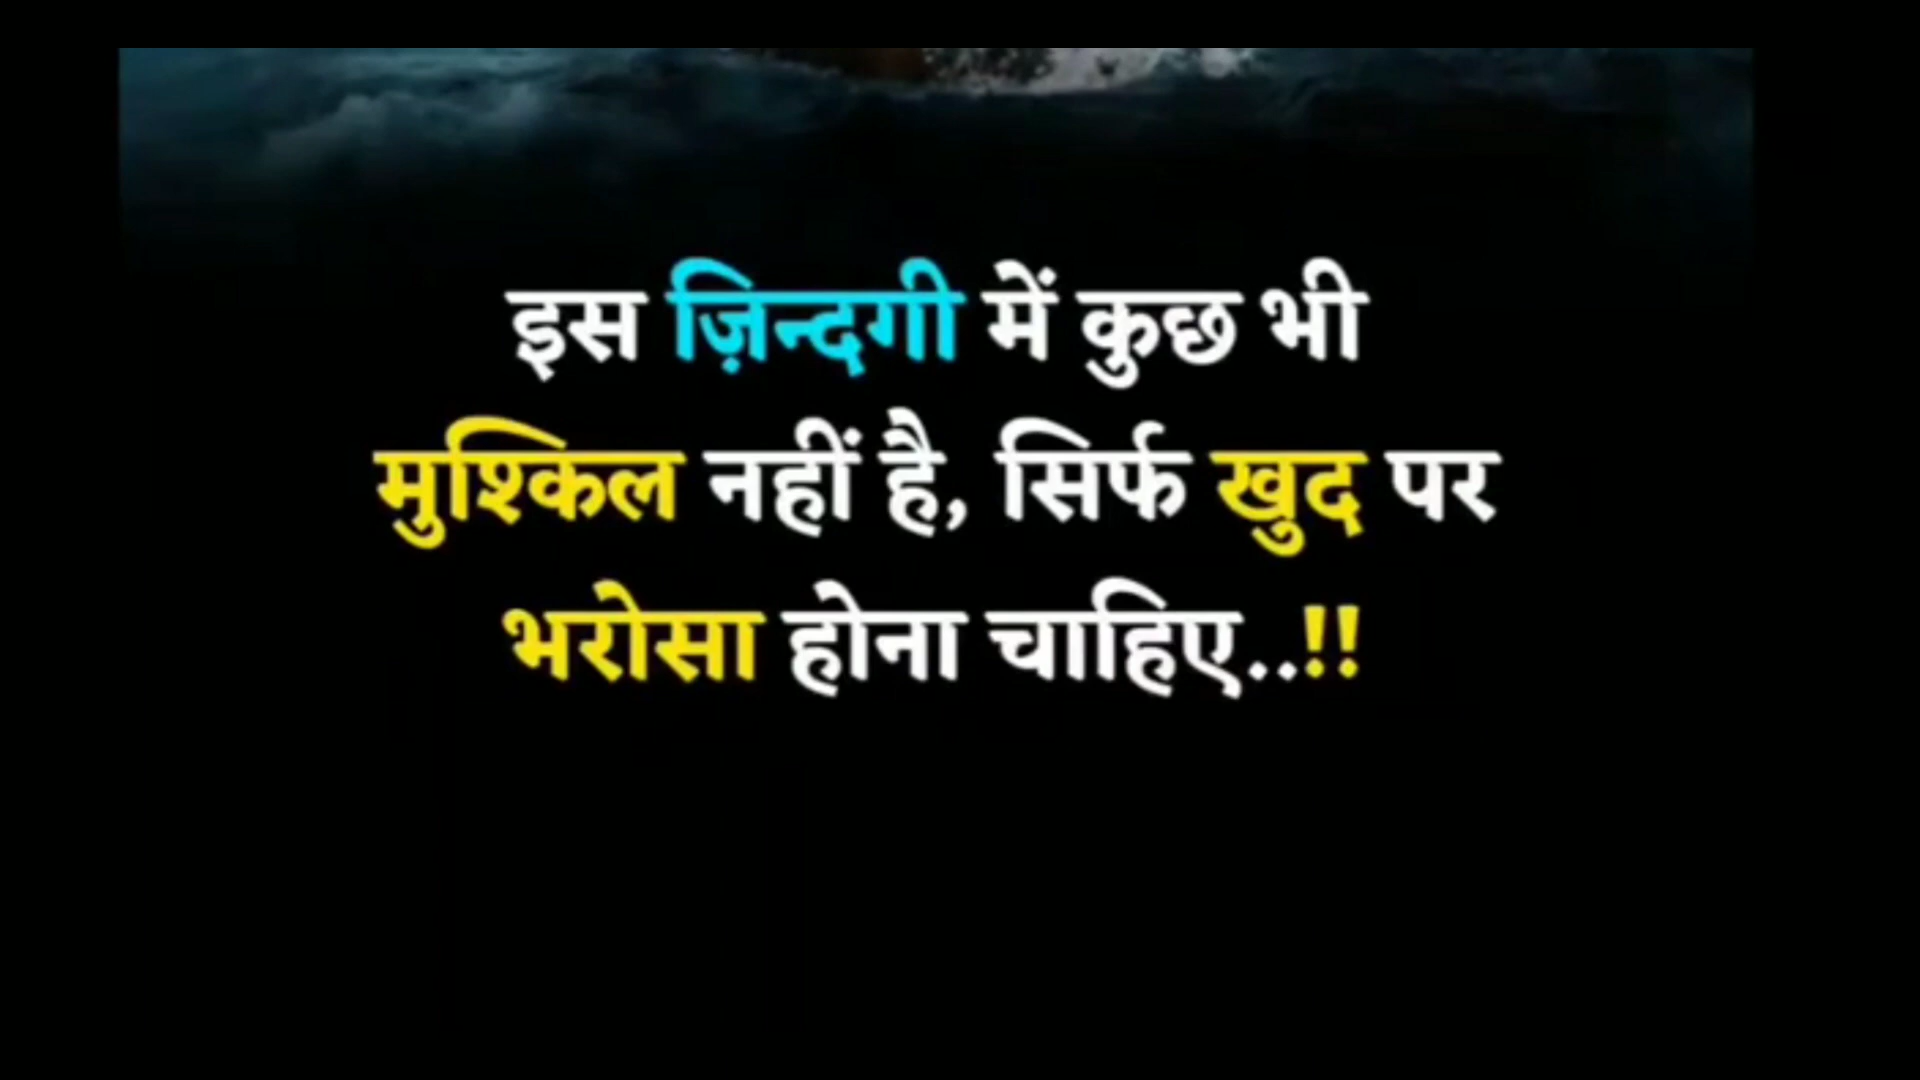 इस ज़िन्दगी में कुछ भी
मुश्किल नहीं है, सिर्फ खुद पर
भरोसा होना चाहिए..!!